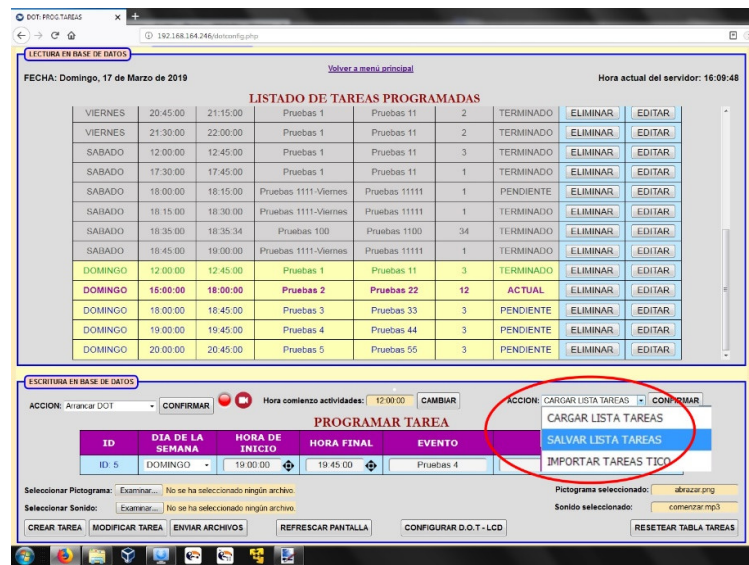 DOT: PROG.TAREAS
192.168.164.246/dotconfig.php
LECTURA EN BASE DE DATOS
Volver a menú principal
FECHA: Domingo, 17 de Marzo de 2019 Hora actual del servidor: 16:09:48
LISTADO DE TAREAS PROGRAMADAS
VIERNES 20:45:00 21:15:00 Pruebas 1 Pruebas 11 2 TERMINADO ELIMINAR EDITAR
VIERNES 21:30:00 22:00:00 Pruebas 1 Pruebas 11 2 TERMINADO ELIMINAR EDITAR
SABADO 12:00:00 12:45:00 Pruebas 1 Pruebas 11 3 TERMINADO ELIMINAR EDITAR
SABADO 17:30:00 17:45:00 Pruebas 1 Pruebas 11 1 TERMINADO ELIMINAR EDITAR
SABADO 18:00:00 18:15:00 Pruebas 1111-Viernes Pruebas 11111 1 PENDIENTE ELIMINAR EDITAR
SABADO 18:15:00 18:30:00 Pruebas 1111-Viernes Pruebas 11111 1 TERMINADO ELIMINAR EDITAR
SABADO 18:35:00 18:35:34 Pruebas 100 Pruebas 1100 34 TERMINADO ELIMINAR EDITAR
SABADO 18:45:00 19:00:00 Pruebas 1111-Viernes Pruebas 11111 1 TERMINADO ELIMINAR EDITAR
DOMINGO 12:00:00 12:45:00 Pruebas 1 Pruebas 11 3 TERMINADO ELIMINAR EDITAR
DOMINGO 15:00:00 18:00:00 Pruebas 2 Pruebas 22 12 ACTUAL ELIMINAR EDITAR
DOMINGO 18:00:00 18:45:00 Pruebas 3 Pruebas 33 3 PENDIENTE ELIMINAR EDITAR
DOMINGO 19:00:00 19:45:00 Pruebas 4 Pruebas 44 3 PENDIENTE ELIMINAR EDITAR
DOMINGO 20:00:00 20:45:00 Pruebas 5 Pruebas 55 3 PENDIENTE ELIMINAR EDITAR
ESCRITURA EN BASE DE DATOS
ACCION: Arrancar DOT CONFIRMAR Hora comienzo actividades: 12:00:00 CAMBIAR ACCION: CARGAR LISTA TAREAS CONFIRMAR
CARGAR LISTA TAREAS
SALVAR LISTA TAREAS
IMPORTAR TAREAS TICO
PROGRAMAR TAREA
ID DIA DE LA SEMANA HORA DE INICIO HORA FINAL EVENTO
ID: 5 DOMINGO 19:00:00 19:45:00 Pruebas 4
Seleccionar Pictograma: Examinar... No se ha seleccionado ningún archivo. Pictograma seleccionado: abrazar.png
Seleccionar Sonido: Examinar... No se ha seleccionado ningún archivo. Sonido seleccionado: comenzar.mp3
CREAR TAREA MODIFICAR TAREA ENVIAR ARCHIVOS REFRESCAR PANTALLA CONFIGURAR D.O.T - LCD RESETEAR TABLA TAREAS